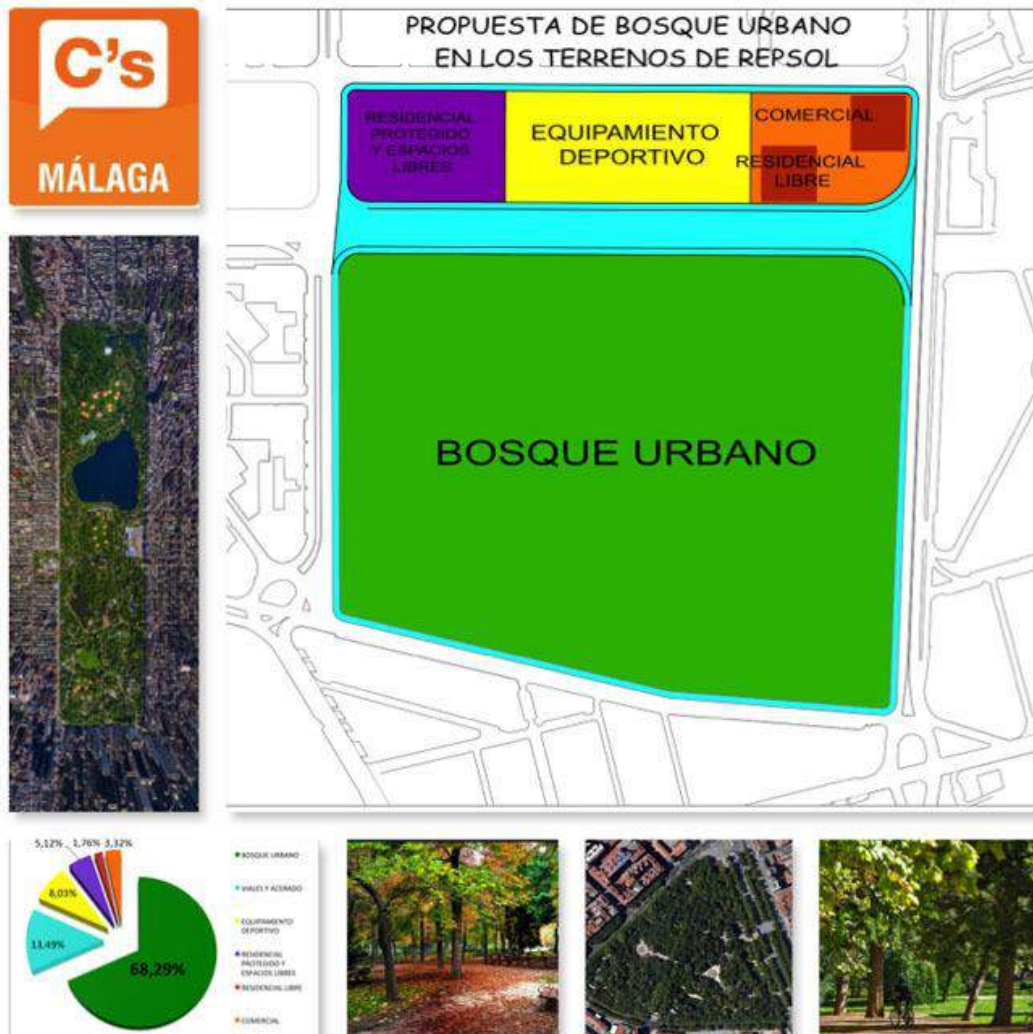 C's
MÁLAGA
PROPUESTA DE BOSQUE URBANO
EN LOS TERRENOS DE REPSOL
RESIDENCIAL
PROTEGIDO
Y ESPACIOS
LIBRES
EQUIPAMIENTO
DEPORTIVO
COMERCIAL
RESIDENCIAL
LIBRE
BOSQUE URBANO
5,12% 1,76% 3,32%
8,03%
13,49%
68,29%
BOSQUE URBANO
VIALES Y ACERADO
EQUIPAMIENTO
DEPORTIVO
RESIDENCIAL
PROTEGIDO Y
ESPACIOS LIBRES
RESIDENCIAL LIBRE
COMERCIAL